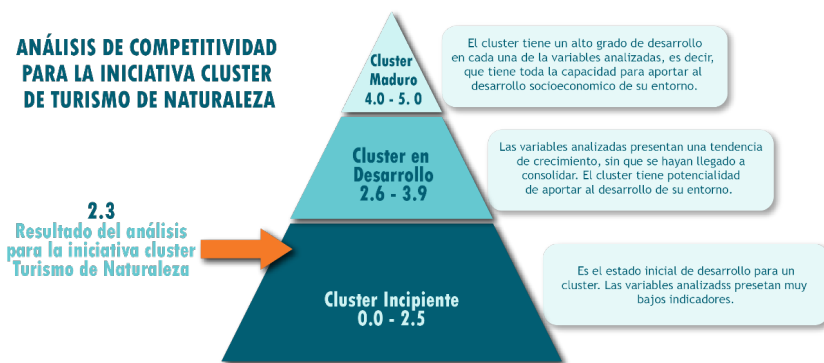 ANÁLISIS DE COMPETITIVIDAD
PARA LA INICIATIVA CLUSTER
DE TURISMO DE NATURALEZA
Cluster
Maduro
4.0 - 5. 0
El cluster tiene un alto grado de desarrollo
en cada una de la variables analizadas, es decir,
que tiene toda la capacidad para aportar al
desarrollo socioeconomico de su entorno.
Cluster en
Desarrollo
2.6 - 3.9
Las variables analizadas presentan una tendencia
de crecimiento, sin que se hayan llegado a
consolidar. El cluster tiene potencialidad
de aportar al desarrollo de su entorno.
2.3
Resultado del análisis
para la iniciativa cluster
Turismo de Naturaleza
Cluster Incipiente
0.0 - 2.5
Es el estado inicial de desarrollo para un
cluster. Las variables analizadss presetan muy
bajos indicadores.